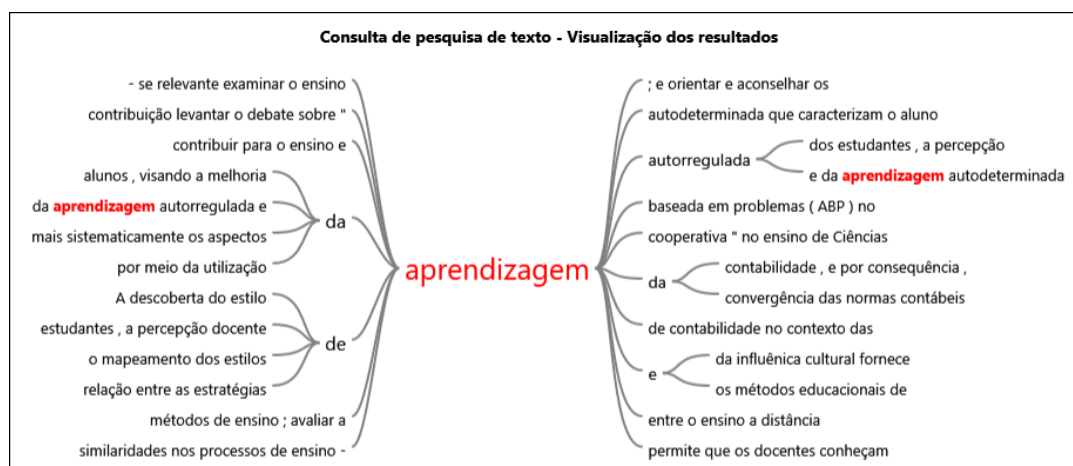 Consulta de pesquisa de texto - Visualização dos resultados
- se relevante examinar o ensino
contribuição levantar o debate sobre "
contribuir para o ensino e
alunos , visando a melhoria
da aprendizagem autorregulada e
mais sistematicamente os aspectos
por meio da utilização
da
A descoberta do estilo
estudantes , a percepção docente
o mapeamento dos estilos
relação entre as estratégias
de
métodos de ensino ; avaliar a
similaridades nos processos de ensino -
aprendizagem
; e orientar e aconselhar os
autodeterminada que caracterizam o aluno
autorregulada
dos estudantes , a percepção
e da aprendizagem autodeterminada
baseada em problemas ( ABP ) no
cooperativa " no ensino de Ciências
da
contabilidade , e por consequência ,
convergência das normas contábeis
de contabilidade no contexto das
e
da influênica cultural fornece
os métodos educacionais de
entre o ensino a distância
permite que os docentes conheçam